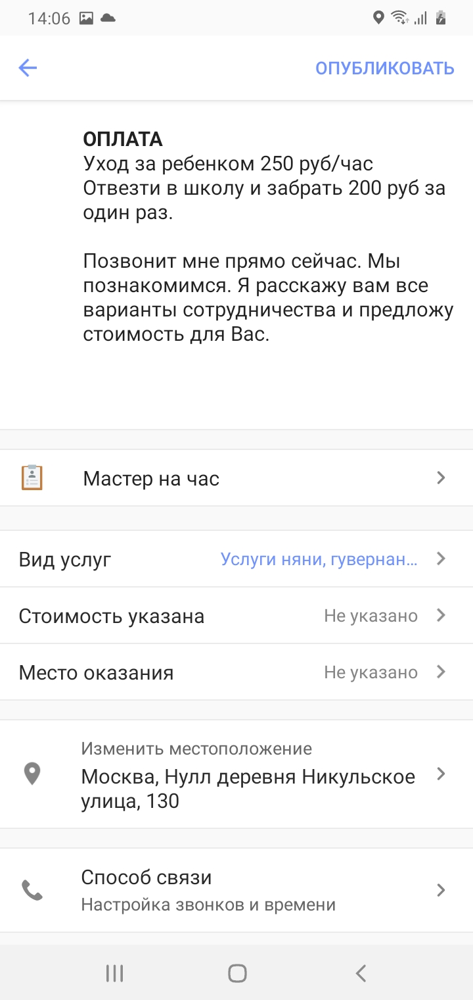 14:06
ОПУБЛИКОВАТЬ
ОПЛАТА
Уход за ребенком 250 руб/час
Отвезти в школу и забрать 200 руб за
один раз.
Позвонит мне прямо сейчас. Мы
познакомимся. Я расскажу вам все
варианты сотрудничества и предложу
стоимость для Вас.
Мастер на час
Вид услуг
Услуги няни, гувернан...
Стоимость указана
Не указано
Место оказания
Не указано
Изменить местоположение
Москва, Нулл деревня Никульское
улица, 130
Способ связи
Настройка звонков и времени